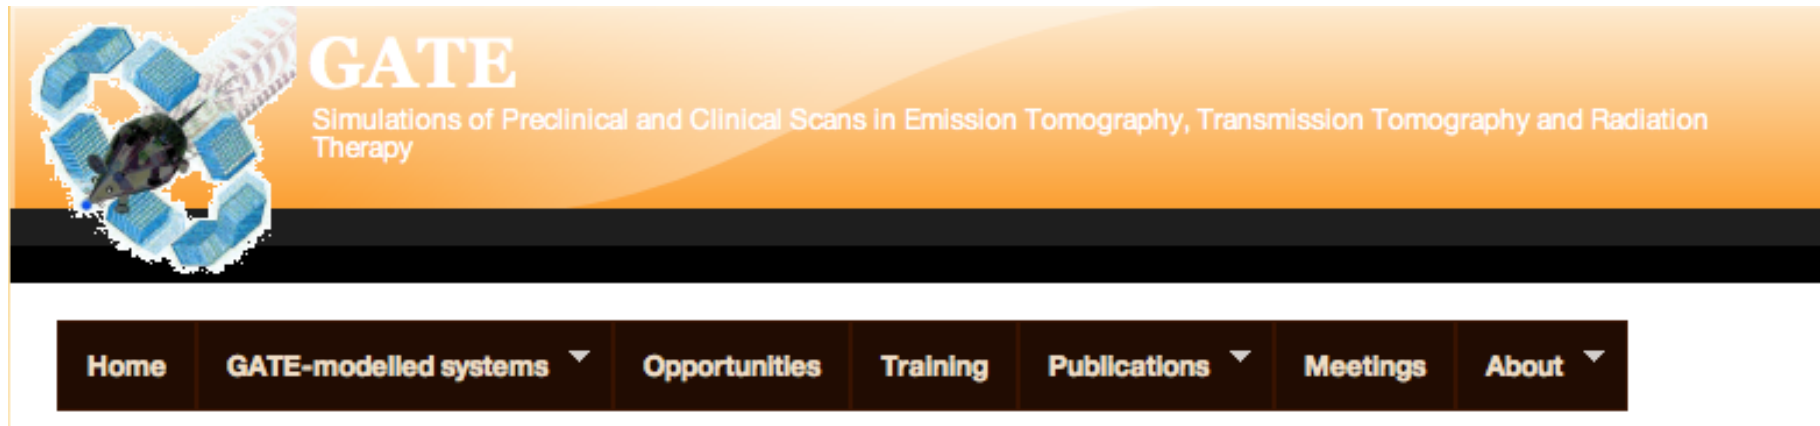 GATE
Simulations of Preclinical and Clinical Scans in Emission Tomography, Transmission Tomography and Radiation
Therapy
Home GATE-modelled systems Opportunities Training Publications Meetings About